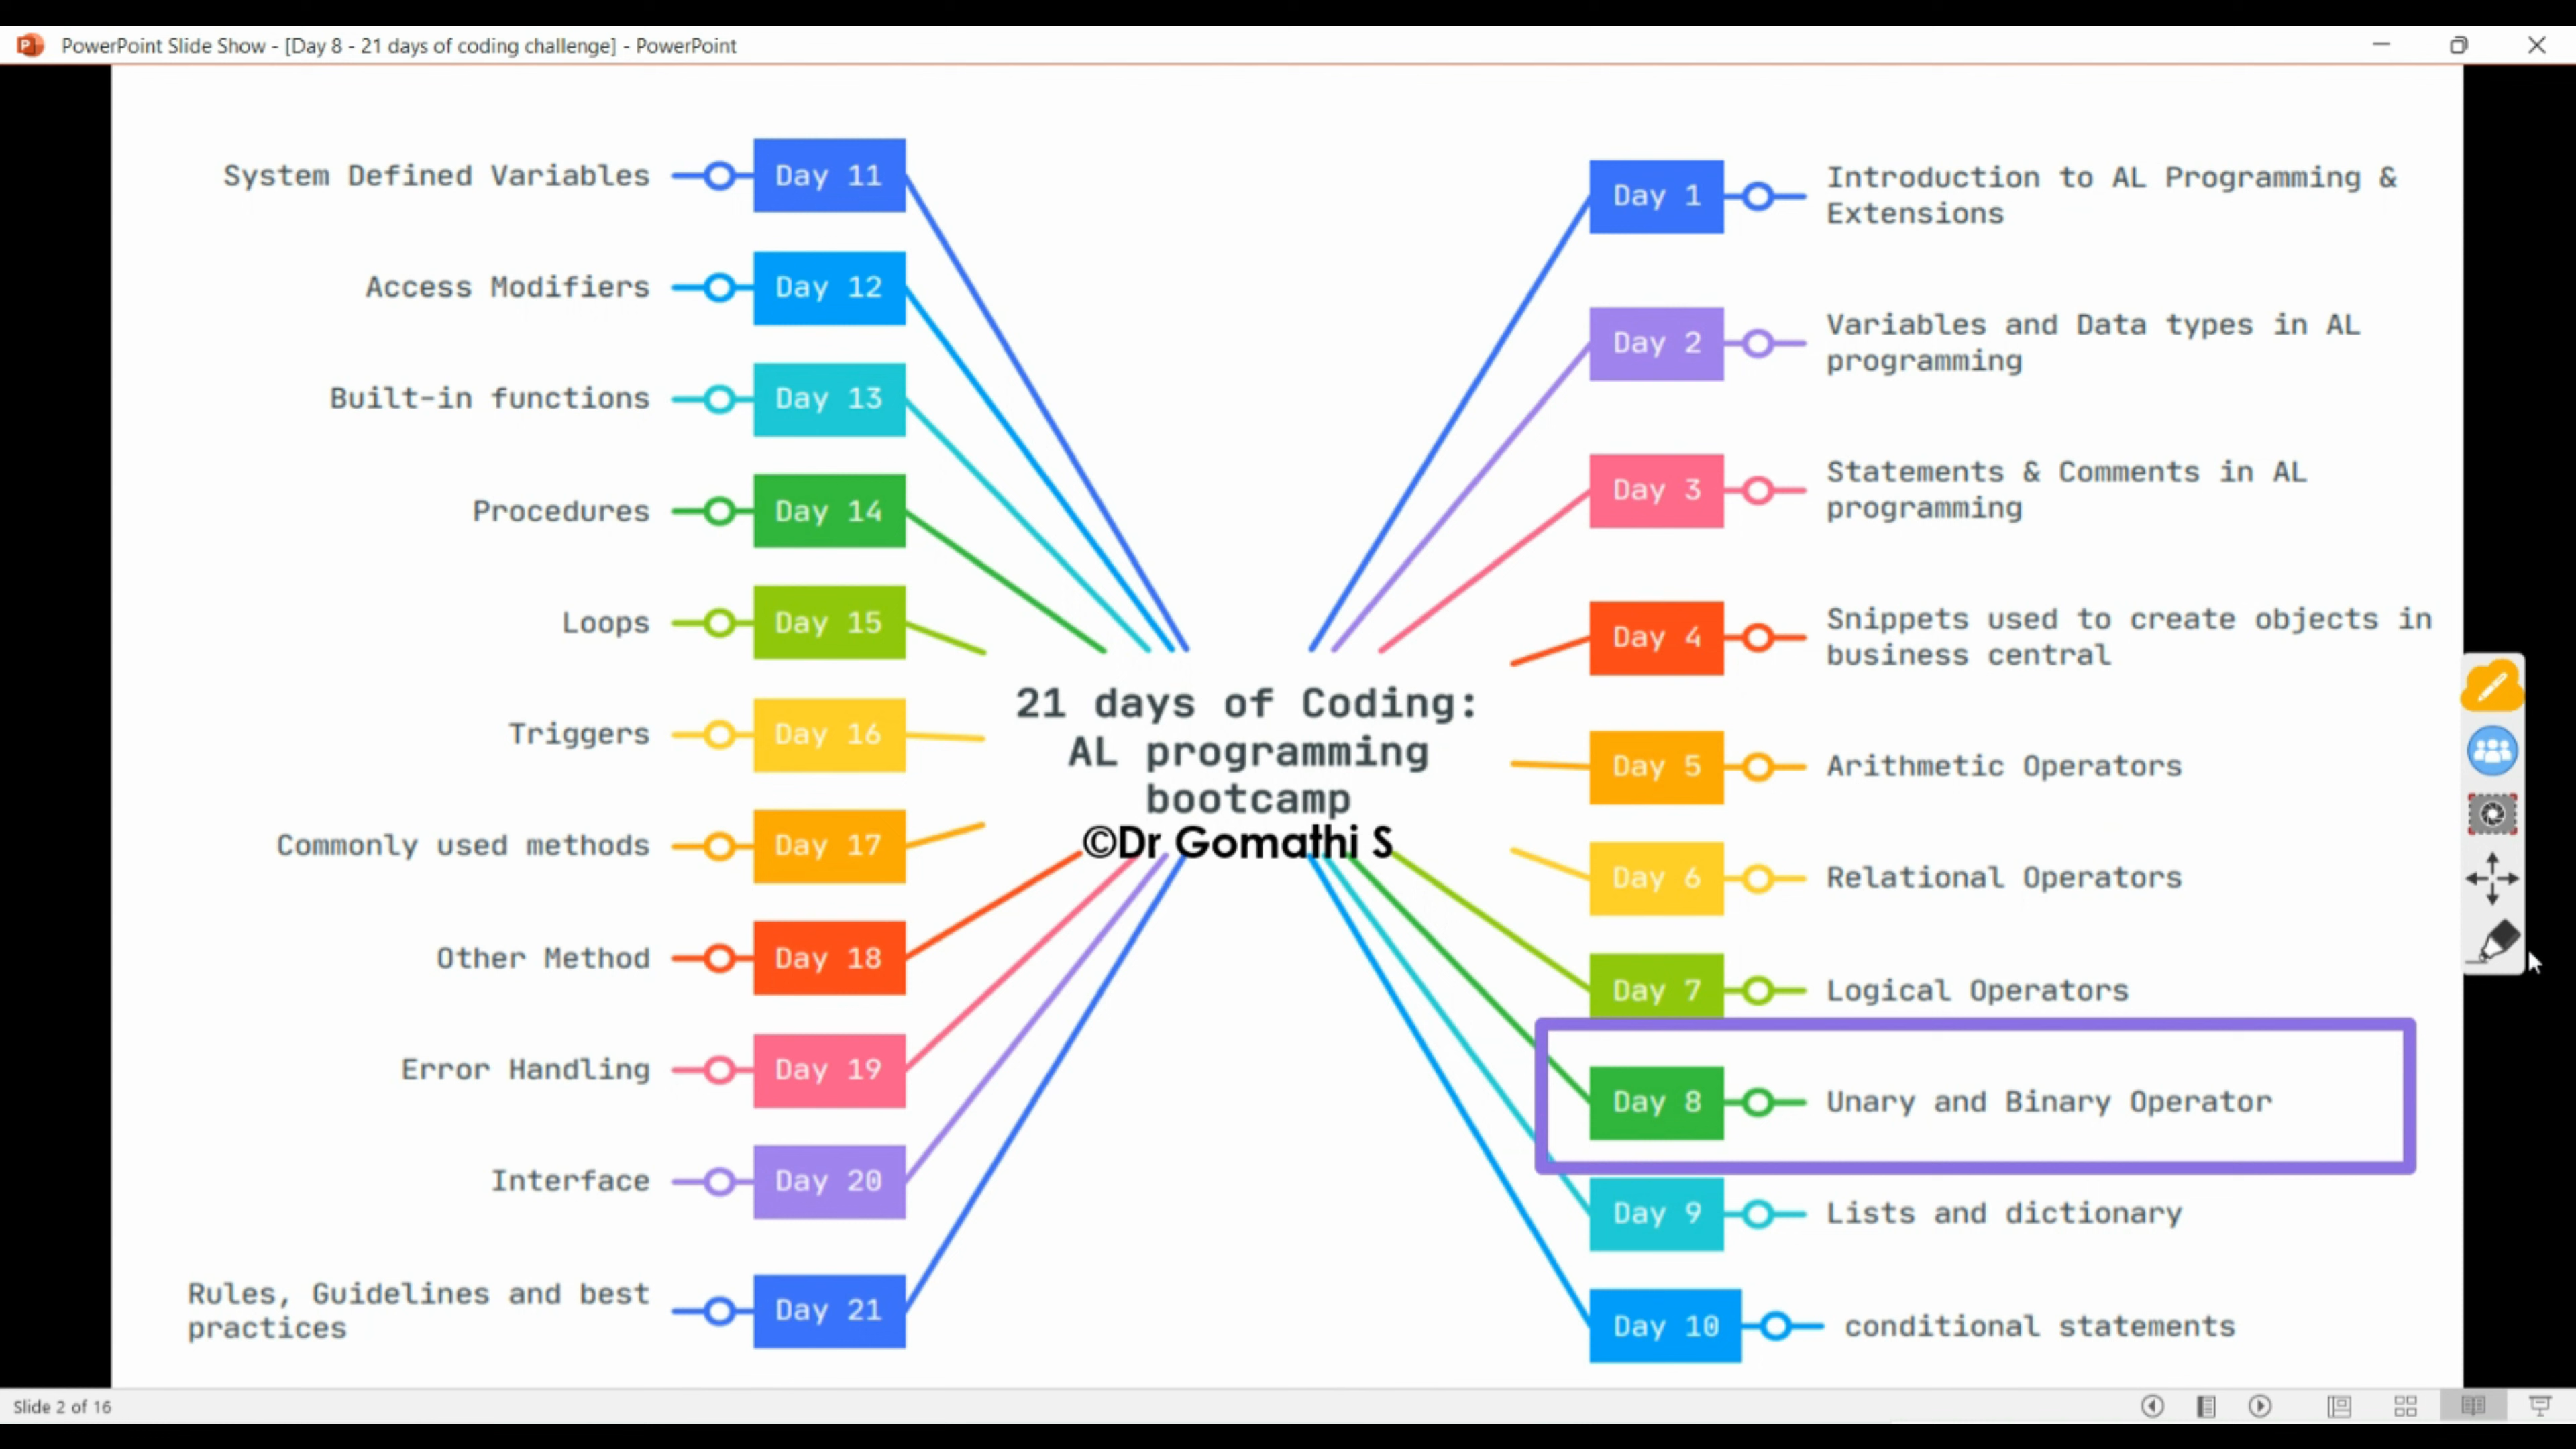 PowerPoint Slide Show - [Day 8 - 21 days of coding challenge] - PowerPoint
System Defined Variables
Day 11
Access Modifiers
Day 12
Built-in functions
Day 13
Procedures
Day 14
Loops
Day 15
Triggers
Day 16
Commonly used methods
Day 17
Other Method
Day 18
Error Handling
Day 19
Interface
Day 20
Rules, Guidelines and best
practices
Day 21
21 days of Coding:
AL programming
bootcamp
©Dr Gomathi S
Day 1
Introduction to AL Programming &
Extensions
Day 2
Variables and Data types in AL
programming
Day 3
Statements & Comments in AL
programming
Day 4
Snippets used to create objects in
business central
Day 5
Arithmetic Operators
Day 6
Relational Operators
Day 7
Logical Operators
Day 8
Unary and Binary Operator
Day 9
Lists and dictionary
Day 10
conditional statements
Slide 2 of 16